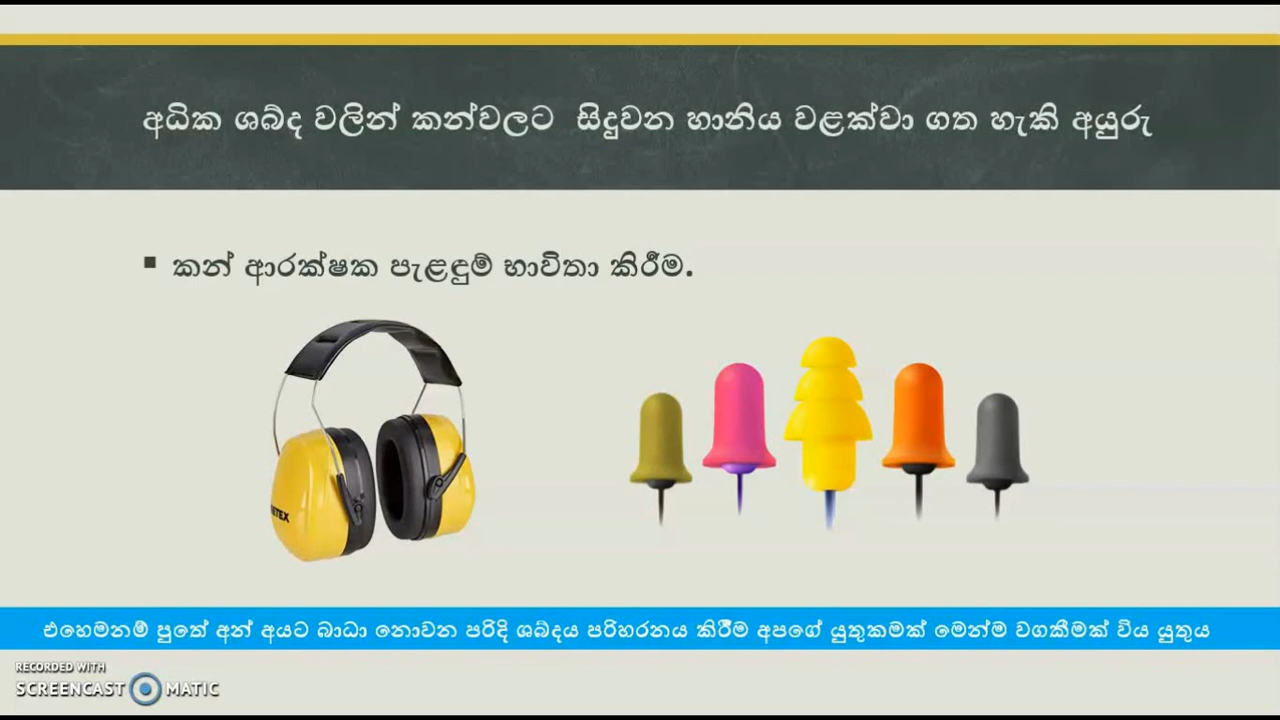 අධික ශබ්ද වලින් කන්වලට සිදුවන හානිය වළක්වා ගත හැකි අයුරු
▪ කන් ආරක්ෂක පැළඳුම් භාවිතා කිරීම.
එහෙමනම් පුතේ අන් අයට බාධා නොවන පරිදි ශබ්දය පරිහරනය කිරීම අපගේ යුතුකමක් මෙන්ම වගකීමක් විය යුතුය
RECORDED WITH
SCREENCAST MATIC